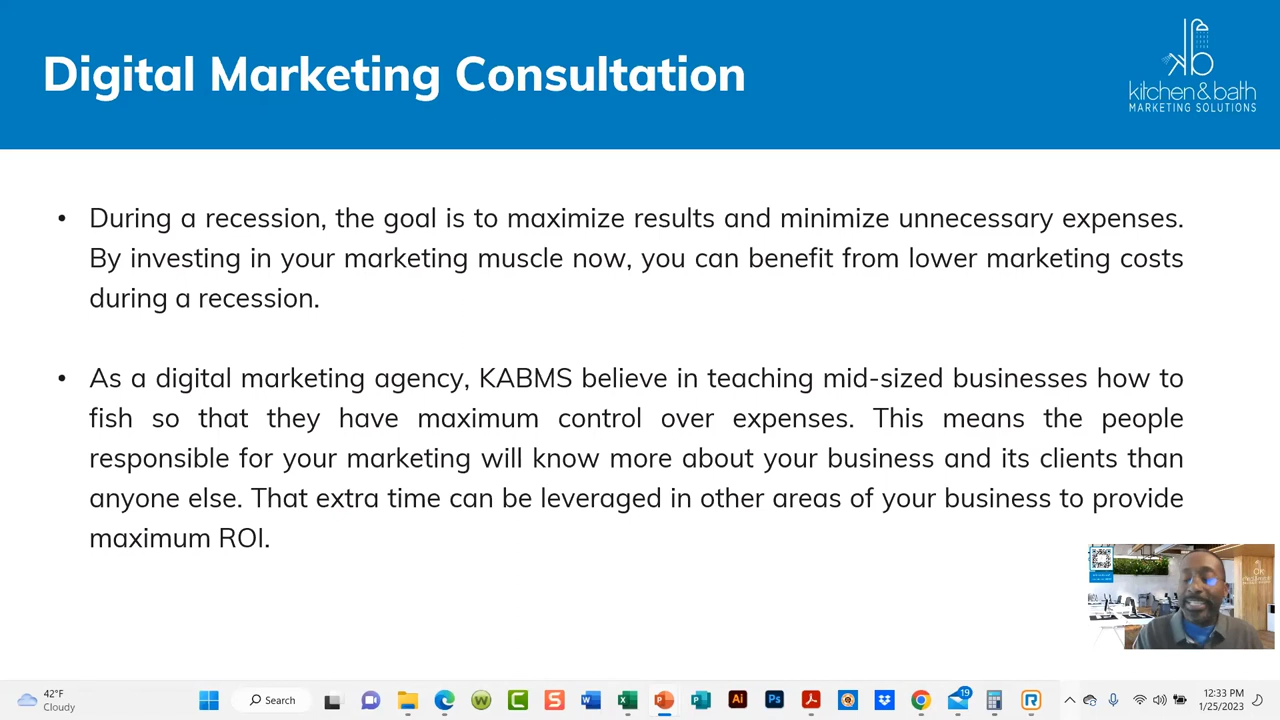 Digital Marketing Consultation
kb
kitchen&bath
MARKETING SOLUTIONS
• During a recession, the goal is to maximize results and minimize unnecessary expenses.
By investing in your marketing muscle now, you can benefit from lower marketing costs
during a recession.
• As a digital marketing agency, KABMS believe in teaching mid-sized businesses how to
fish so that they have maximum control over expenses. This means the people
responsible for your marketing will know more about your business and its clients than
anyone else. That extra time can be leveraged in other areas of your business to provide
maximum ROI.
42°F
Cloudy
Search
W
C
S
W
X
P
P
Ai
Ps
19
R
12:33 PM
1/25/2023